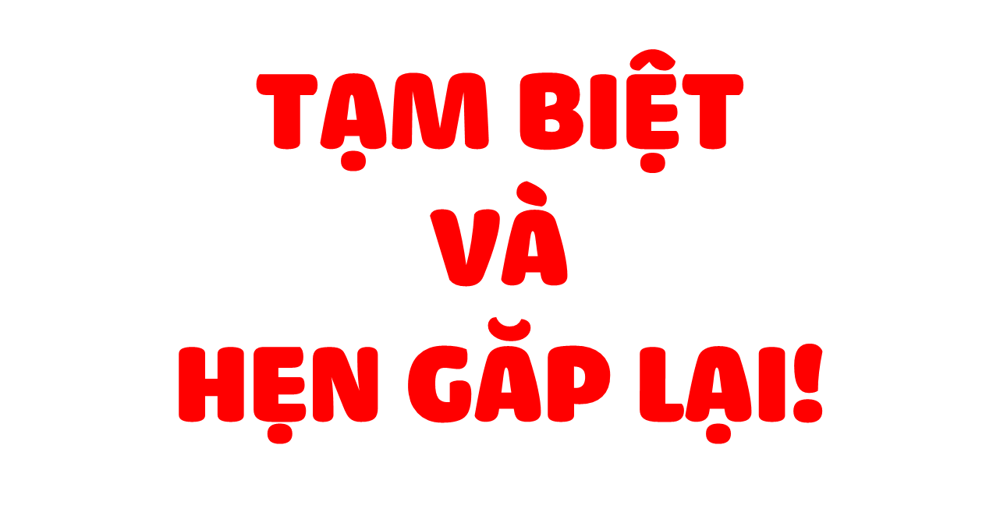 TẠM BIỆT
VÀ
HẸN GĂP LẠI!